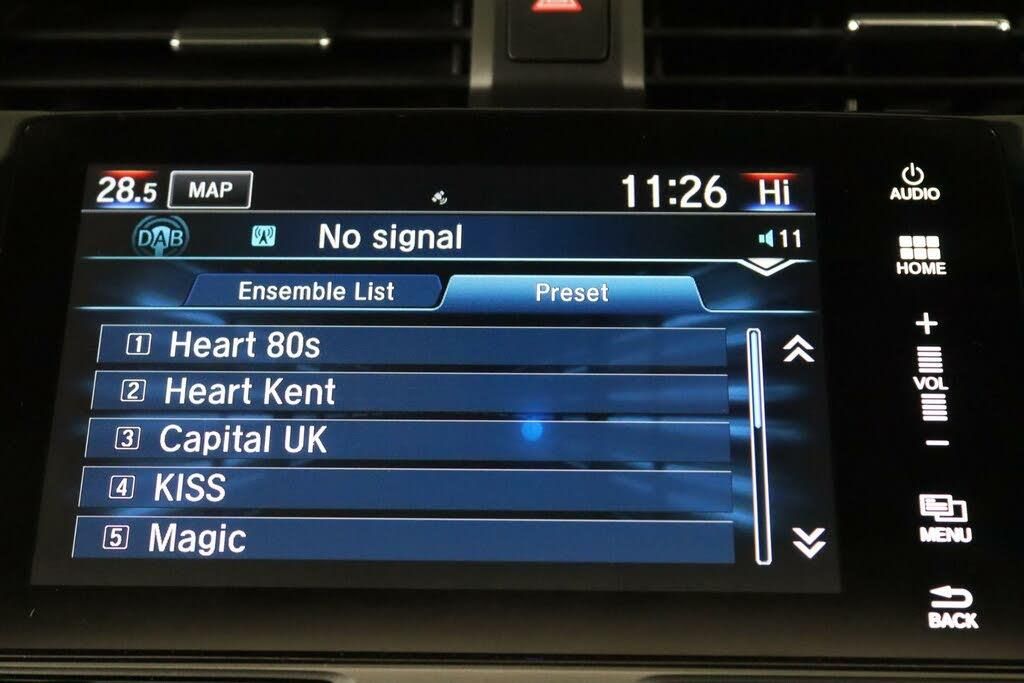 28.5 MAP 11:26 Hi
DAB No signal 11
Ensemble List Preset
1 Heart 80s
2 Heart Kent
3 Capital UK
4 KISS
5 Magic
AUDIO
HOME
+
VOL
−
MENU
BACK